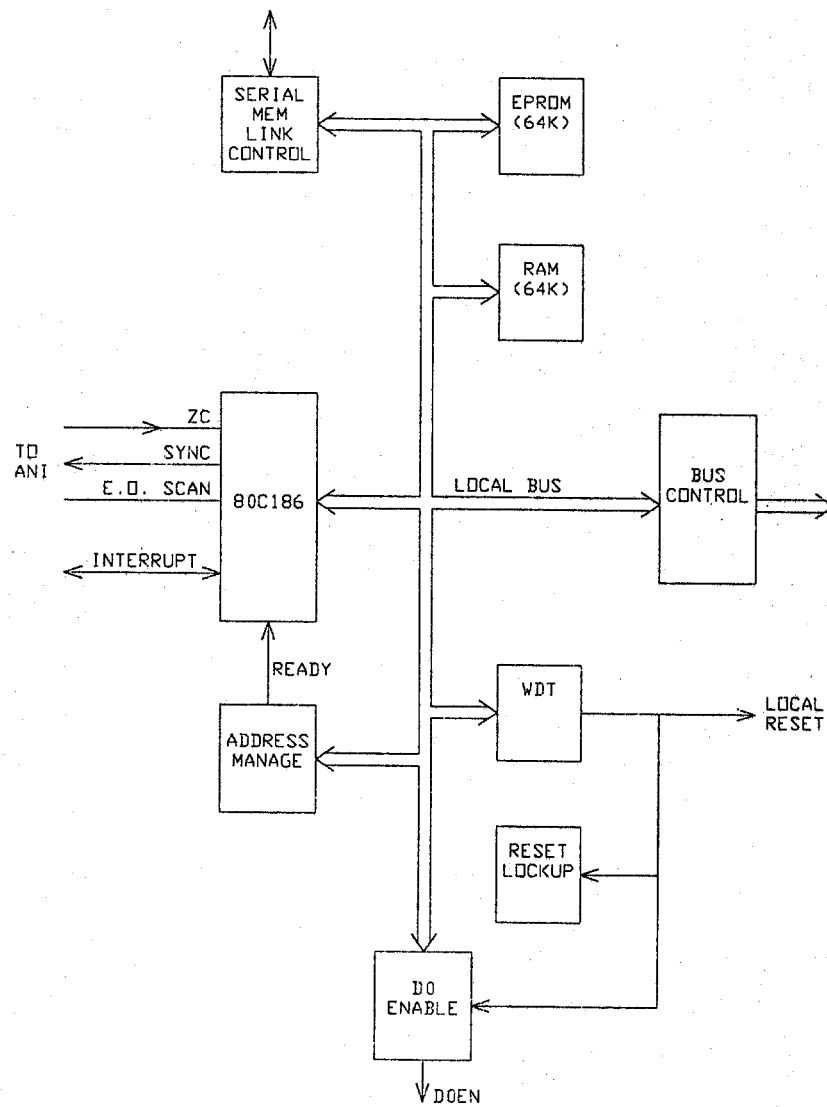 SERIAL
MEM
LINK
CONTROL
EPROM
(64K)
RAM
(64K)
TO
ANI
ZC
SYNC
E.O. SCAN
INTERRUPT
80C186
LOCAL BUS
BUS
CONTROL
READY
ADDRESS
MANAGE
WDT
LOCAL
RESET
RESET
LOCKUP
DO
ENABLE
DOEN